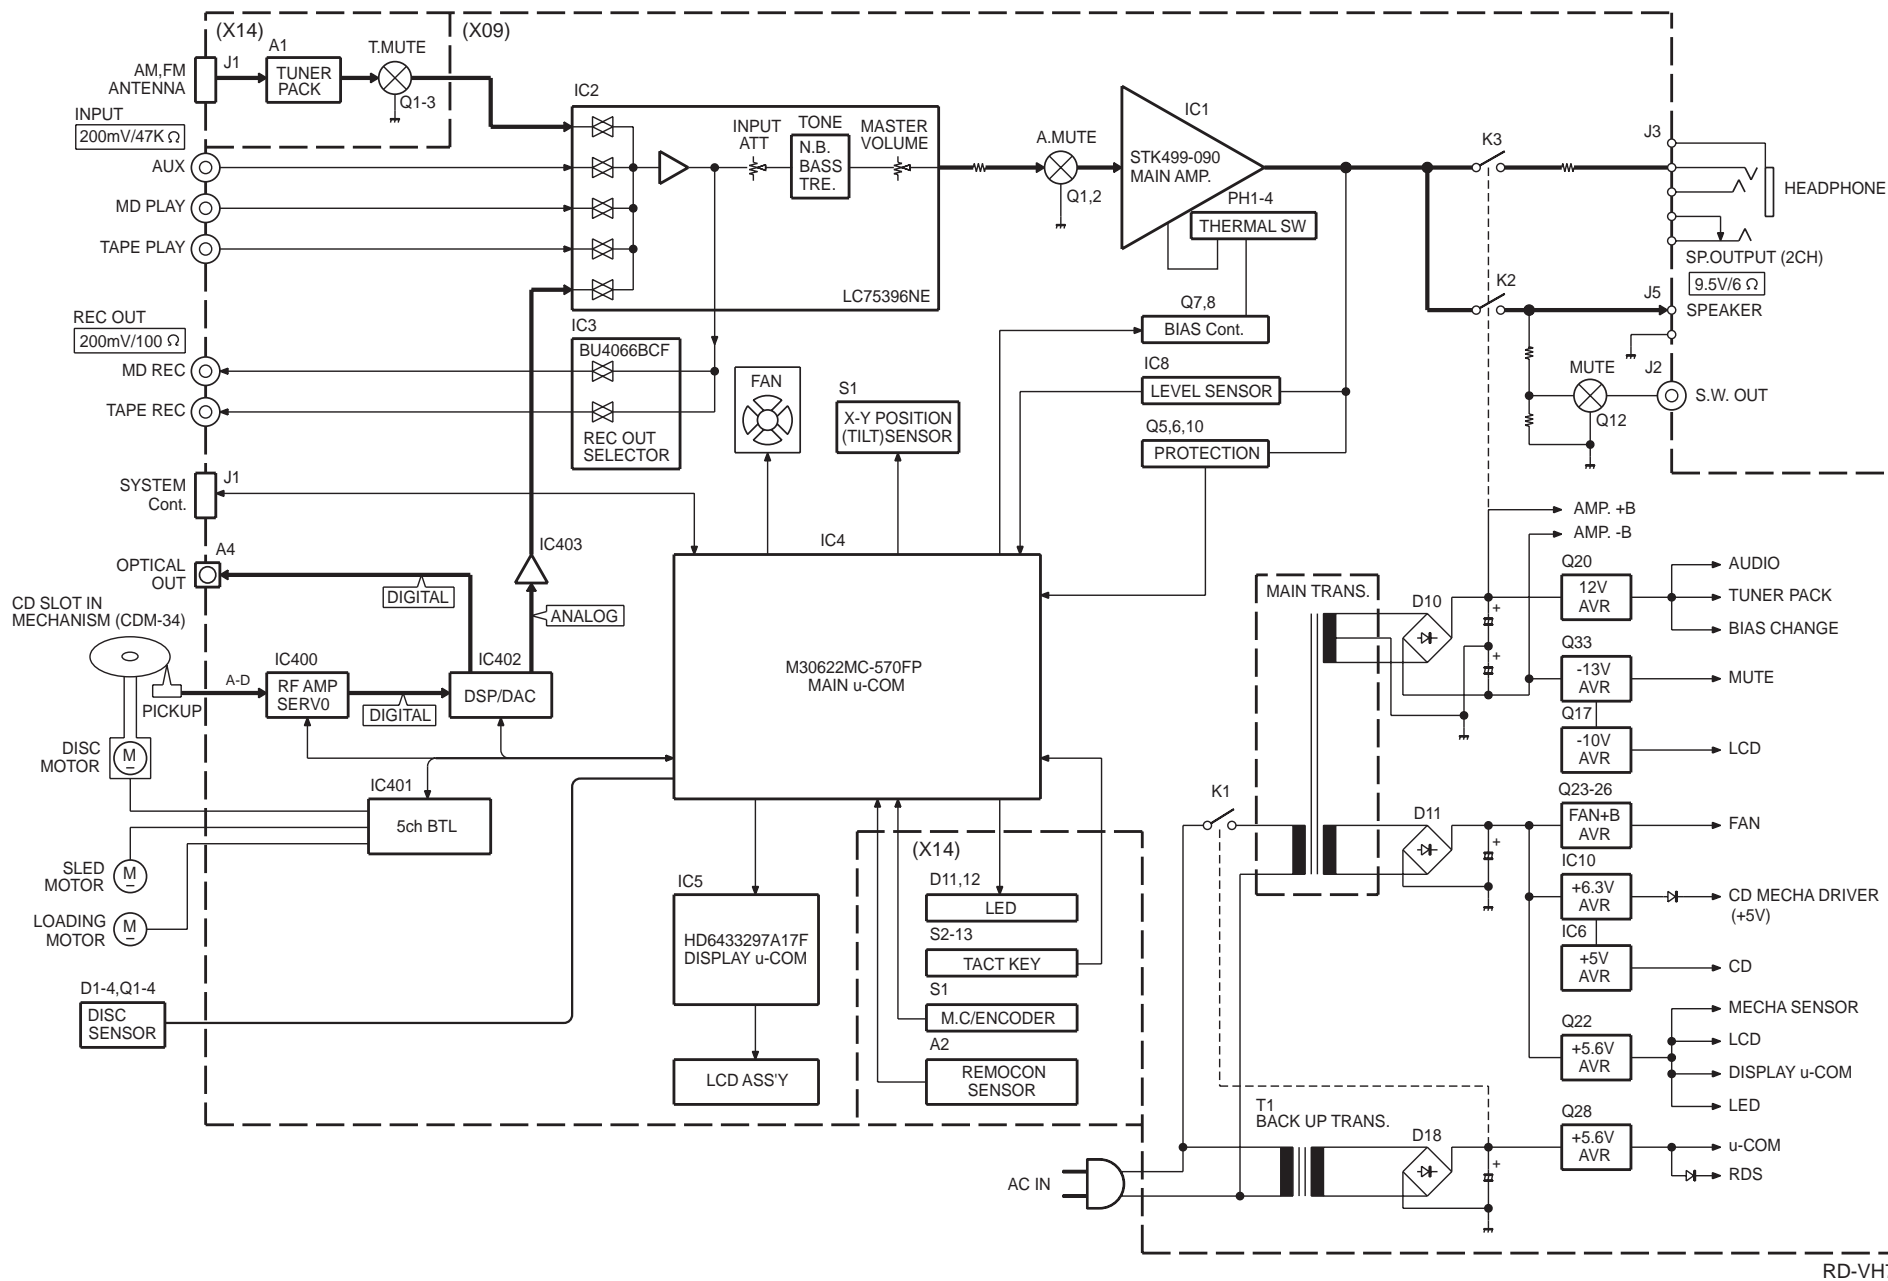 (X14)
(X09)
J1
A1
T.MUTE
AM,FM
ANTENNA
TUNER
PACK
Q1-3
INPUT
200mV/47K Ω
AUX
MD PLAY
TAPE PLAY
IC2
INPUT
ATT
TONE
N.B.
BASS
TRE.
MASTER
VOLUME
LC75396NE
A.MUTE
Q1,2
IC1
STK499-090
MAIN AMP.
PH1-4
THERMAL SW
K3
J3
HEADPHONE
SP.OUTPUT (2CH)
9.5V/6 Ω
K2
J5
SPEAKER
MUTE
J2
S.W. OUT
Q12
Q7,8
BIAS Cont.
IC8
LEVEL SENSOR
Q5,6,10
PROTECTION
REC OUT
200mV/100 Ω
MD REC
TAPE REC
IC3
BU4066BCF
REC OUT
SELECTOR
FAN
S1
X-Y POSITION
(TILT)SENSOR
SYSTEM
Cont.
J1
IC403
IC4
OPTICAL
OUT
A4
DIGITAL
ANALOG
CD SLOT IN
MECHANISM (CDM-34)
A-D
PICKUP
IC400
RF AMP
SERV0
DIGITAL
IC402
DSP/DAC
M30622MC-570FP
MAIN u-COM
DISC
MOTOR
M
IC401
5ch BTL
SLED
MOTOR
M
LOADING
MOTOR
M
D1-4,Q1-4
DISC
SENSOR
IC5
HD6433297A17F
DISPLAY u-COM
LCD ASS'Y
(X14)
D11,12
LED
S2-13
TACT KEY
S1
M.C/ENCODER
A2
REMOCON
SENSOR
AMP. +B
AMP. -B
MAIN TRANS.
D10
+
+
Q20
12V
AVR
AUDIO
TUNER PACK
BIAS CHANGE
Q33
-13V
AVR
MUTE
Q17
-10V
AVR
LCD
K1
D11
+
Q23-26
FAN+B
AVR
FAN
IC10
+6.3V
AVR
CD MECHA DRIVER
(+5V)
IC6
+5V
AVR
CD
Q22
+5.6V
AVR
MECHA SENSOR
LCD
DISPLAY u-COM
LED
T1
BACK UP TRANS.
D18
+
Q28
+5.6V
AVR
u-COM
RDS
AC IN